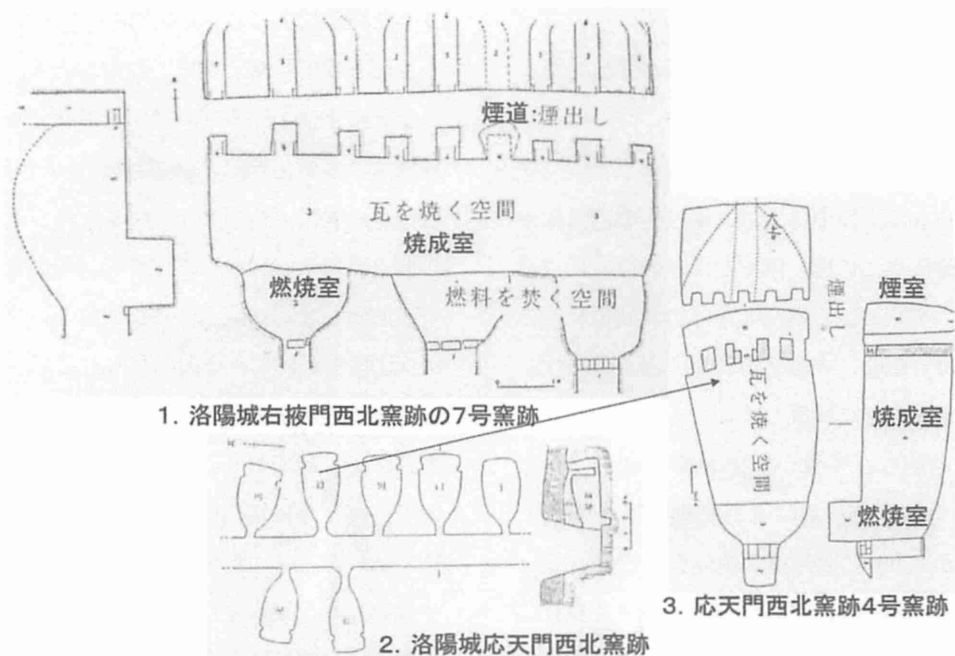 煙道:煙出し
瓦を焼く空間
焼成室
燃焼室
燃料を焚く空間
1. 洛陽城右掖門西北窯跡の7号窯跡
煙出し
煙室
瓦を焼く空間
焼成室
燃焼室
3. 応天門西北窯跡4号窯跡
2. 洛陽城応天門西北窯跡